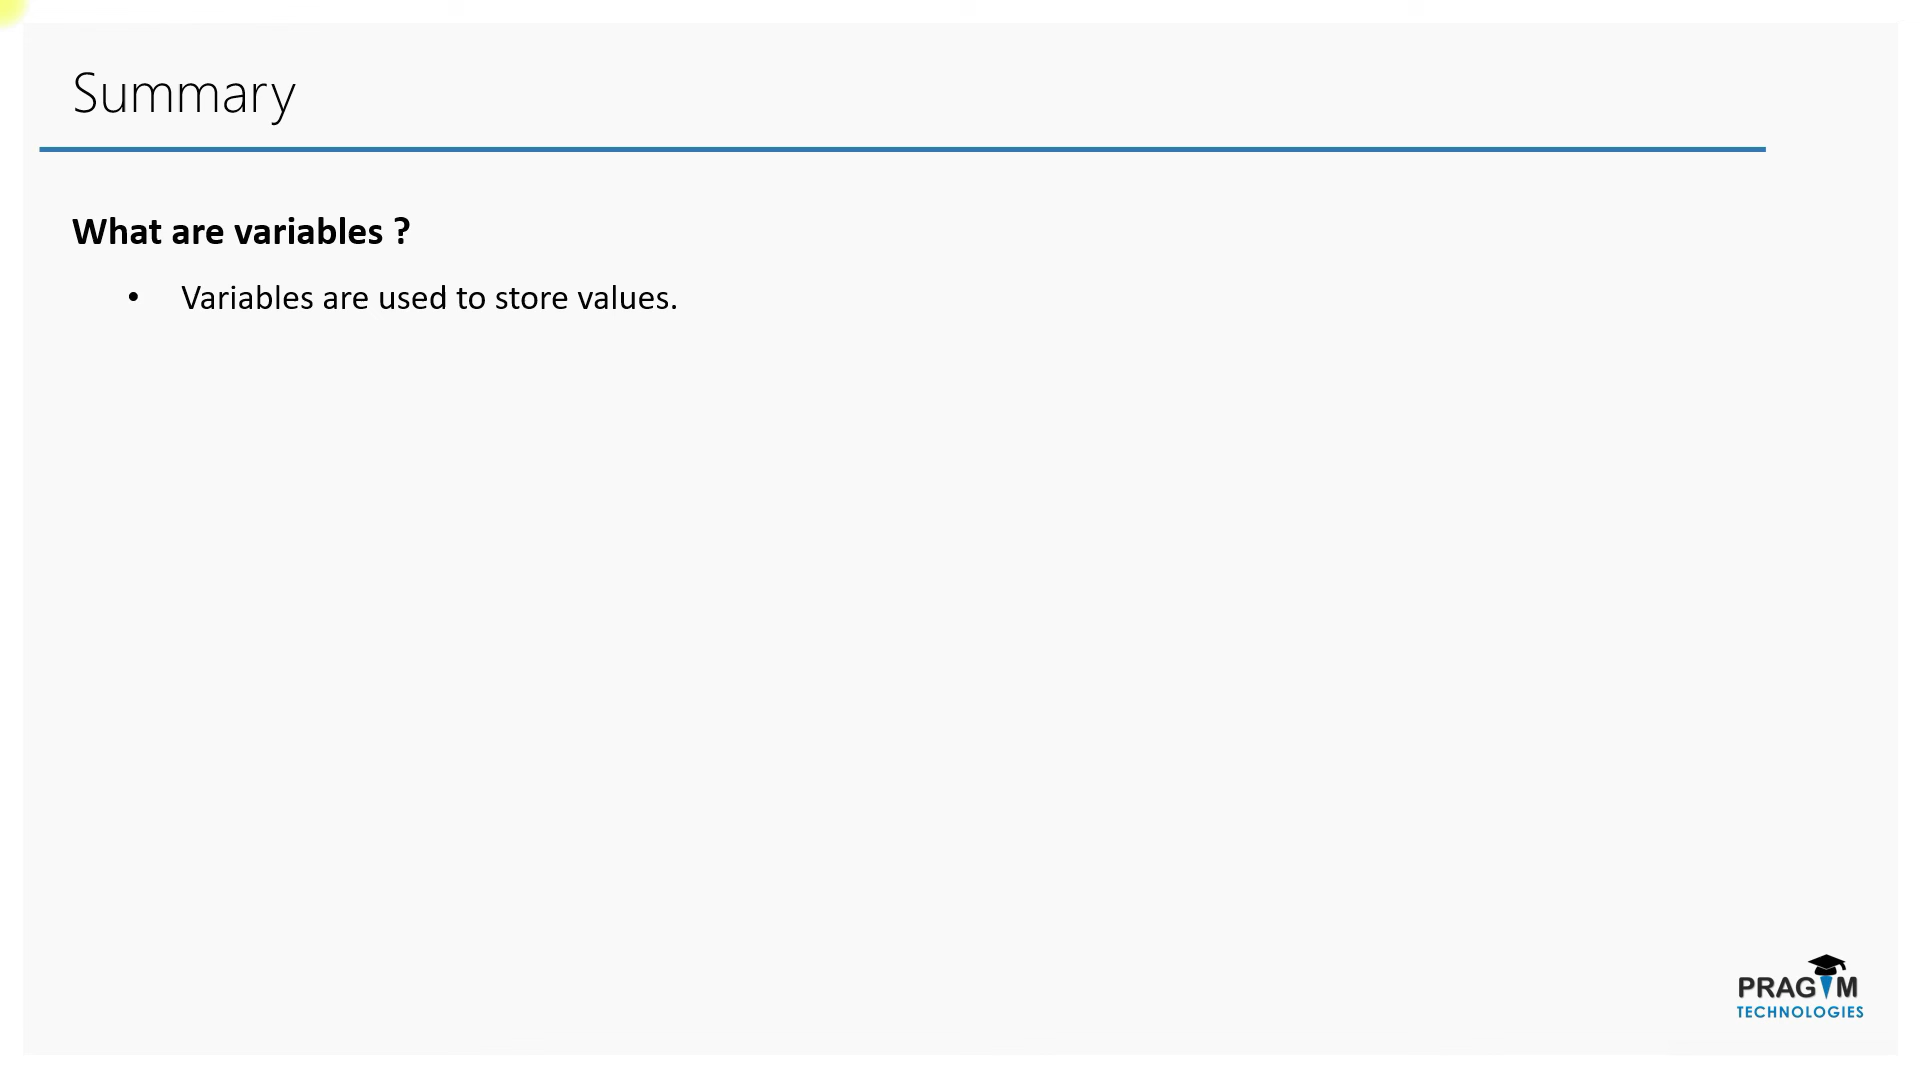 Summary
What are variables ?
• Variables are used to store values.
PRAGIM
TECHNOLOGIES